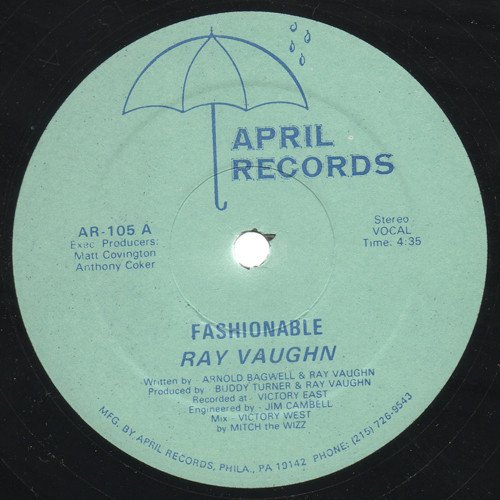 APRIL
RECORDS
AR-105 A
Exec Producers:
Matt Covington
Anthony Coker
Stereo
VOCAL
Time: 4:35
FASHIONABLE
RAY VAUGHN
Written by - ARNOLD BAGWELL & RAY VAUGHN
Produced by - BUDDY TURNER & RAY VAUGHN
Recorded at - VICTORY EAST
Engineered by - JIM CAMBELL
Mix - VICTORY WEST
by MITCH the WIZZ
MFG. BY APRIL RECORDS, PHILA., PA 19142 PHONE: (215) 726-9543